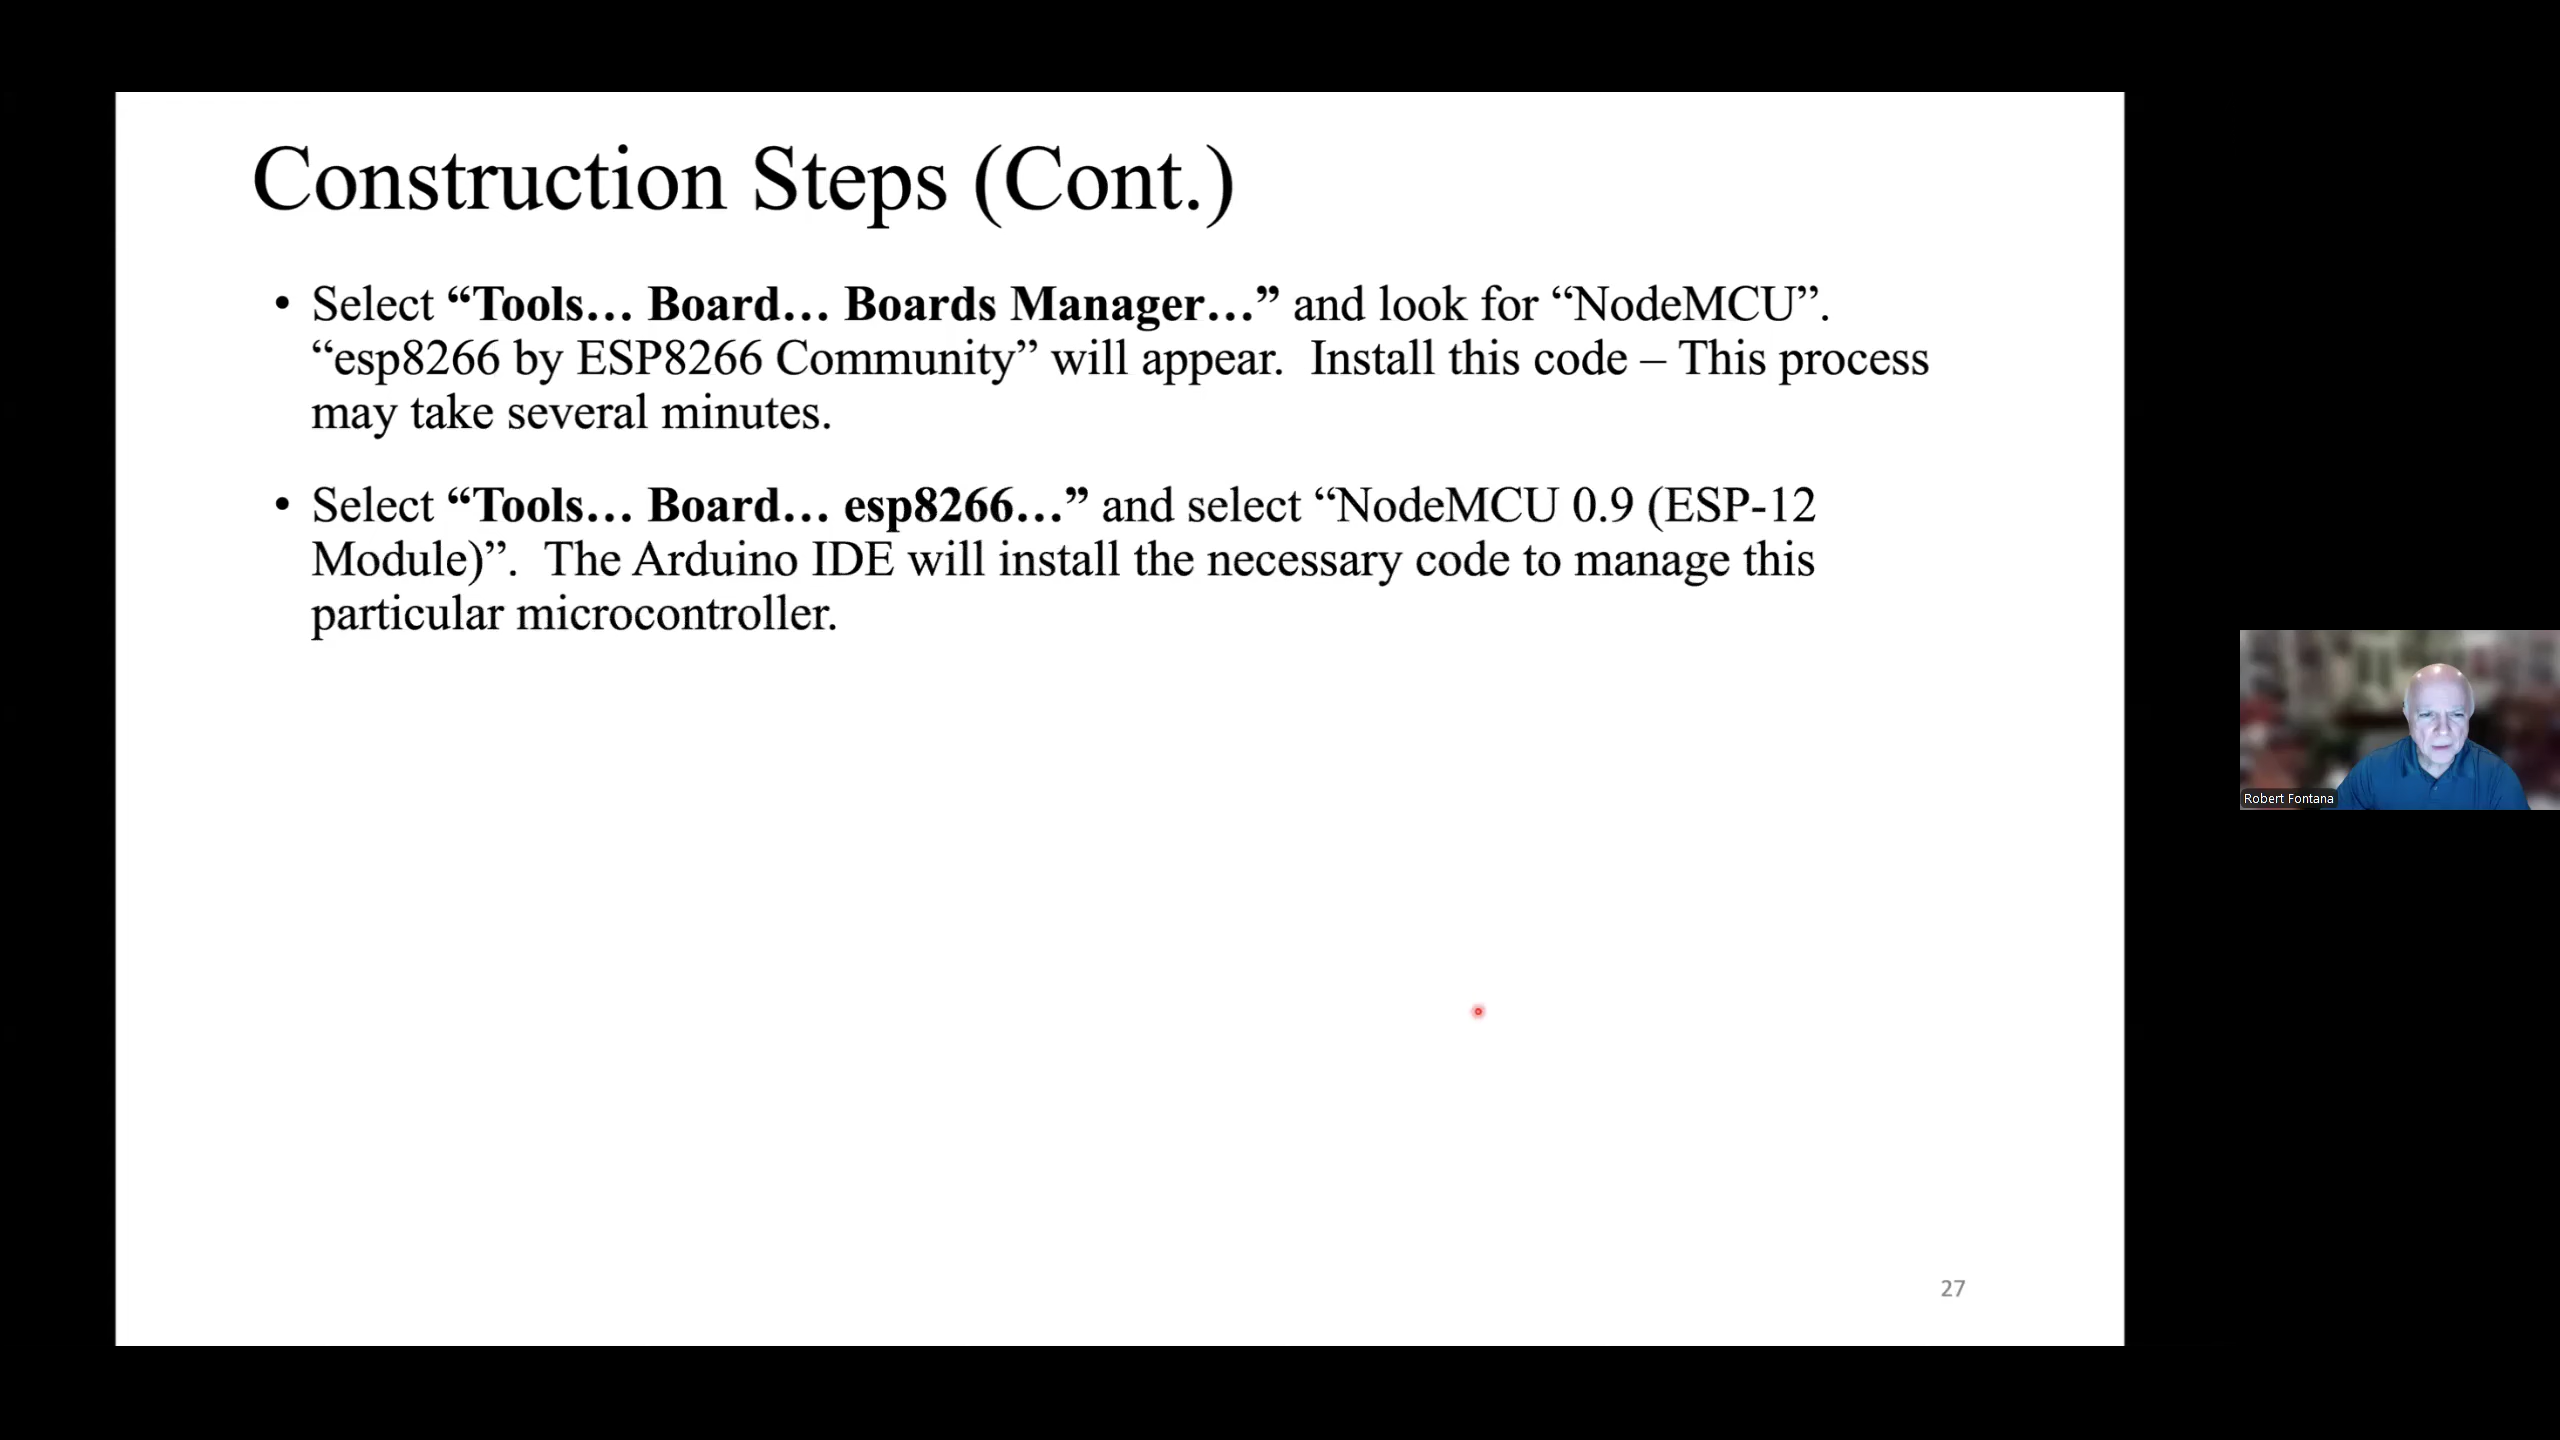 Construction Steps (Cont.)
• Select “Tools… Board… Boards Manager…” and look for “NodeMCU”.
“esp8266 by ESP8266 Community” will appear.  Install this code – This process
may take several minutes.
• Select “Tools… Board… esp8266…” and select “NodeMCU 0.9 (ESP-12
Module)”.  The Arduino IDE will install the necessary code to manage this
particular microcontroller.
Robert Fontana
27